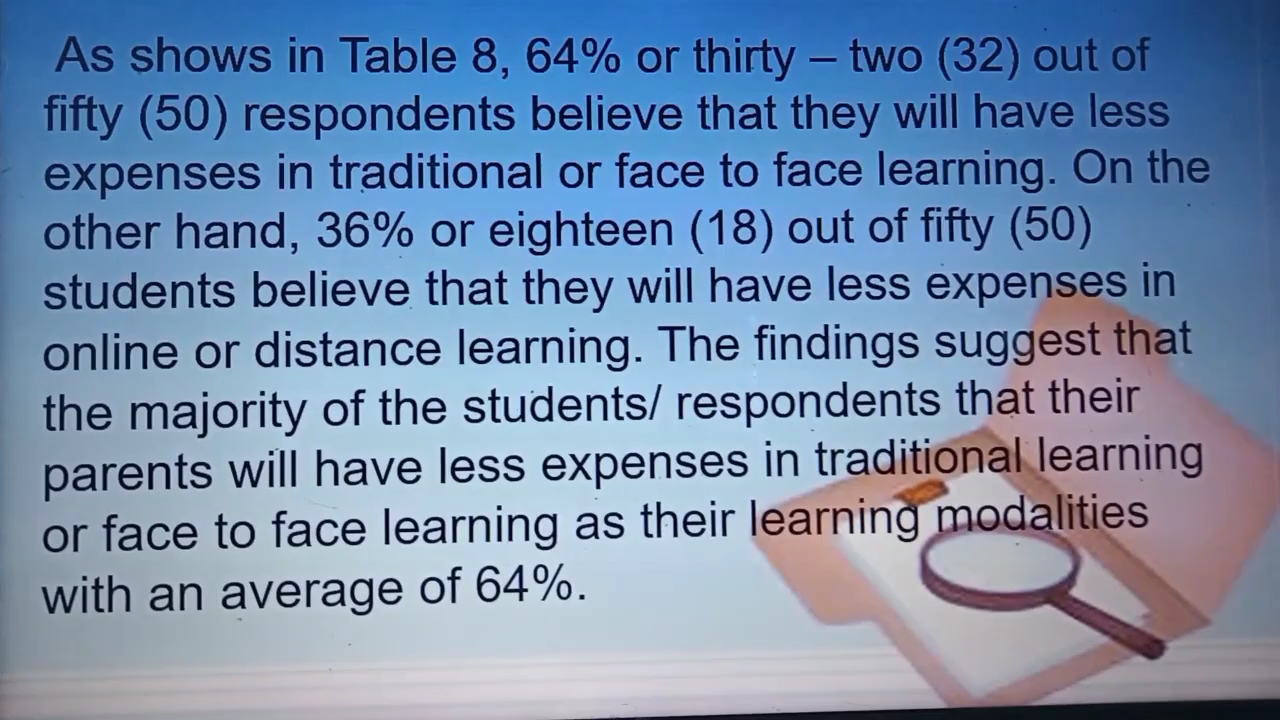 As shows in Table 8, 64% or thirty – two (32) out of
fifty (50) respondents believe that they will have less
expenses in traditional or face to face learning. On the
other hand, 36% or eighteen (18) out of fifty (50)
students believe that they will have less expenses in
online or distance learning. The findings suggest that
the majority of the students/ respondents that their
parents will have less expenses in traditional learning
or face to face learning as their learning modalities
with an average of 64%.